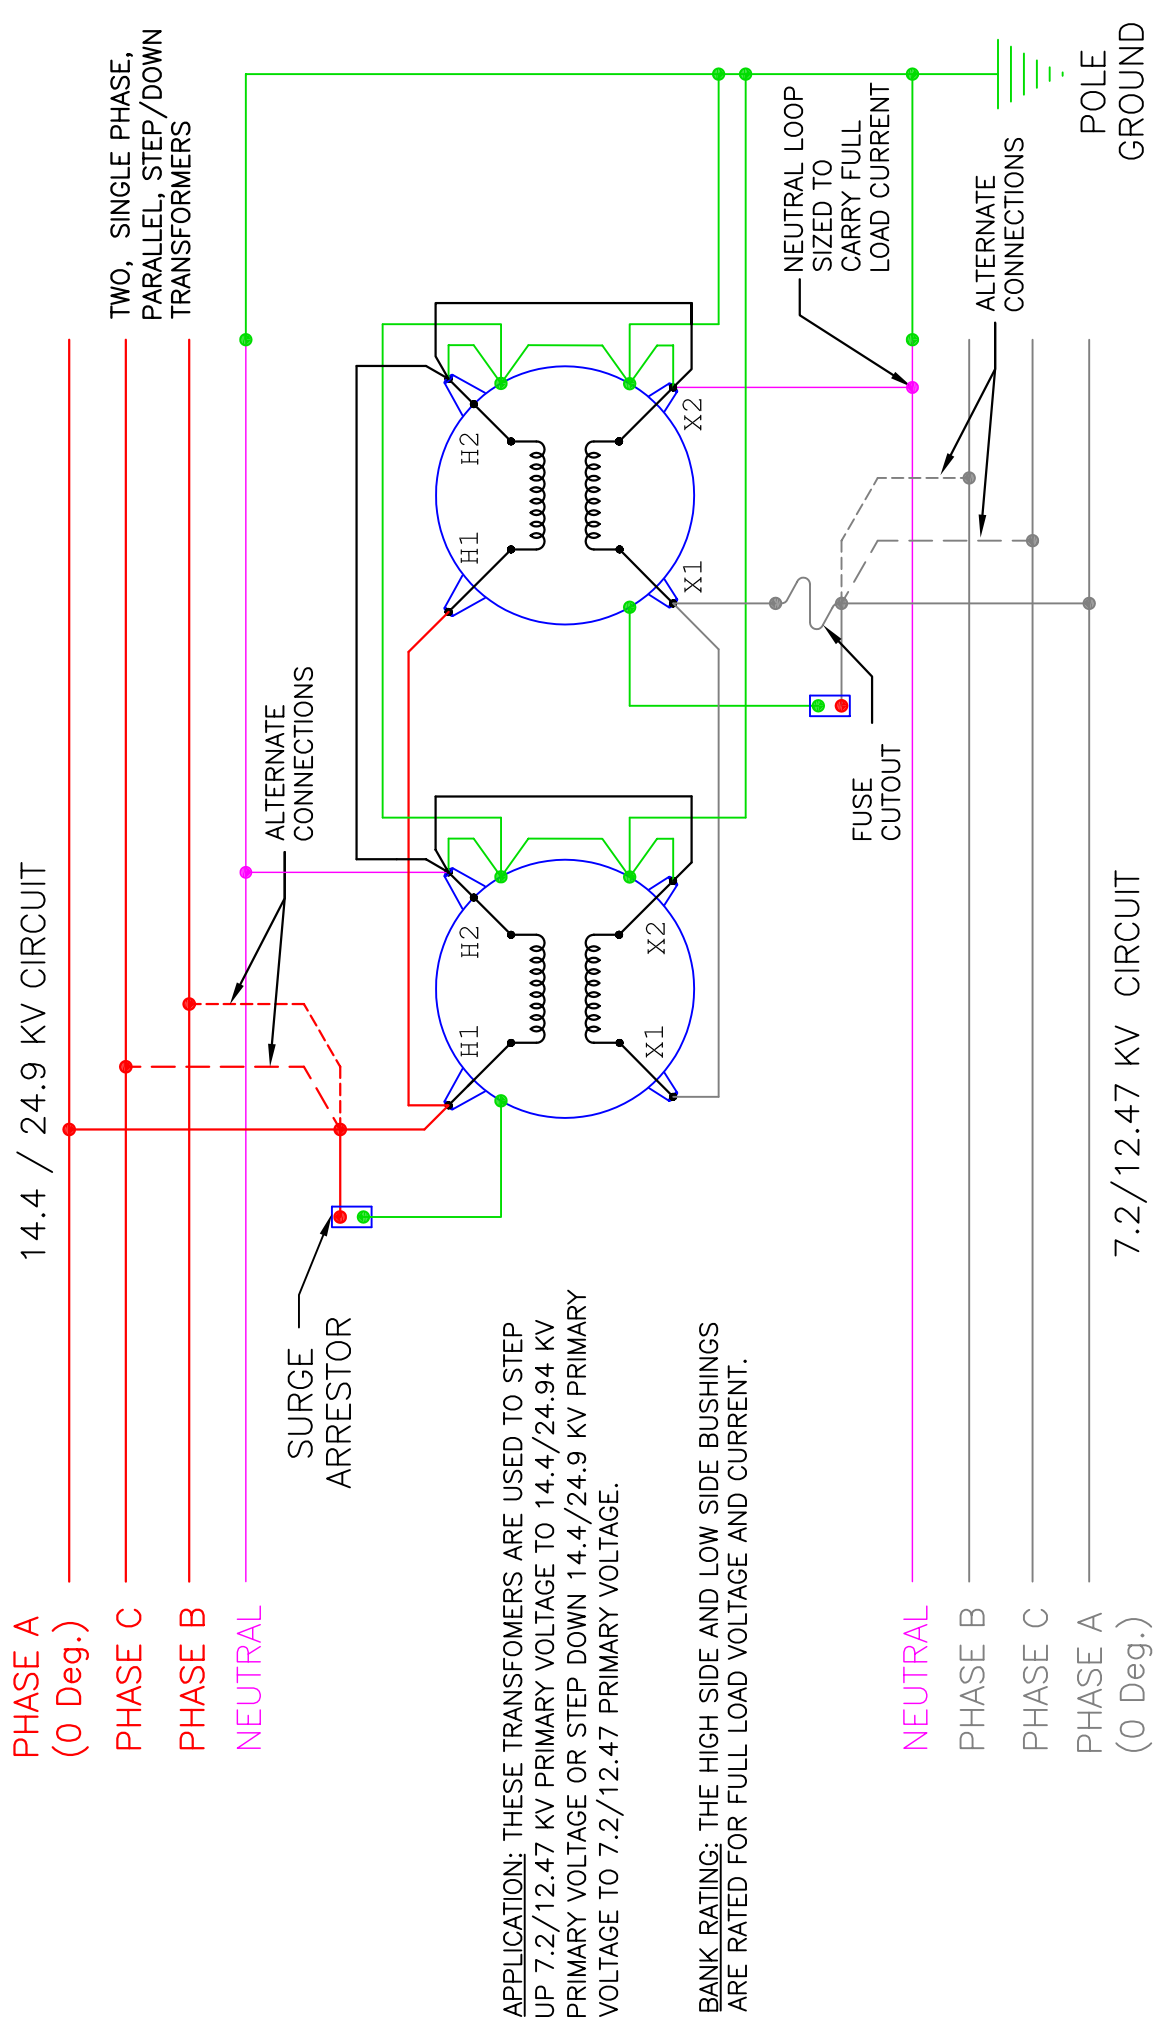 14.4 / 24.9 KV CIRCUIT
TWO, SINGLE PHASE,
PARALLEL, STEP/DOWN
TRANSFORMERS
PHASE A
(0 Deg.)
PHASE C
PHASE B
NEUTRAL
ALTERNATE
CONNECTIONS
SURGE
ARRESTOR
H1
H2
H1
H2
X1
X2
X1
X2
APPLICATION: THESE TRANSFOMERS ARE USED TO STEP
UP 7.2/12.47 KV PRIMARY VOLTAGE TO 14.4/24.94 KV
PRIMARY VOLTAGE OR STEP DOWN 14.4/24.9 KV PRIMARY
VOLTAGE TO 7.2/12.47 PRIMARY VOLTAGE.
BANK RATING: THE HIGH SIDE AND LOW SIDE BUSHINGS
ARE RATED FOR FULL LOAD VOLTAGE AND CURRENT.
NEUTRAL LOOP
SIZED TO
CARRY FULL
LOAD CURRENT
FUSE
CUTOUT
ALTERNATE
CONNECTIONS
POLE
GROUND
NEUTRAL
PHASE B
PHASE C
PHASE A
(0 Deg.)
7.2/12.47 KV CIRCUIT